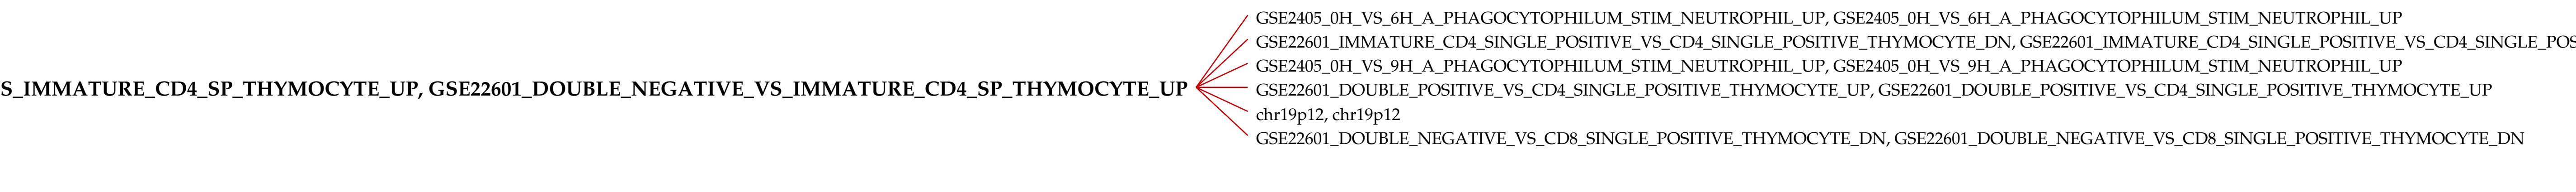 GSE2405_0H_VS_6H_A_PHAGOCYTOPHILUM_STIM_NEUTROPHIL_UP, GSE2405_0H_VS_6H_A_PHAGOCYTOPHILUM_STIM_NEUTROPHIL_UP
GSE22601_IMMATURE_CD4_SINGLE_POSITIVE_VS_CD4_SINGLE_POSITIVE_THYMOCYTE_DN, GSE22601_IMMATURE_CD4_SINGLE_POSITIVE_VS_CD4_SINGLE_POS
GSE2405_0H_VS_9H_A_PHAGOCYTOPHILUM_STIM_NEUTROPHIL_UP, GSE2405_0H_VS_9H_A_PHAGOCYTOPHILUM_STIM_NEUTROPHIL_UP
S_IMMATURE_CD4_SP_THYMOCYTE_UP, GSE22601_DOUBLE_NEGATIVE_VS_IMMATURE_CD4_SP_THYMOCYTE_UP
GSE22601_DOUBLE_POSITIVE_VS_CD4_SINGLE_POSITIVE_THYMOCYTE_UP, GSE22601_DOUBLE_POSITIVE_VS_CD4_SINGLE_POSITIVE_THYMOCYTE_UP
chr19p12, chr19p12
GSE22601_DOUBLE_NEGATIVE_VS_CD8_SINGLE_POSITIVE_THYMOCYTE_DN, GSE22601_DOUBLE_NEGATIVE_VS_CD8_SINGLE_POSITIVE_THYMOCYTE_DN